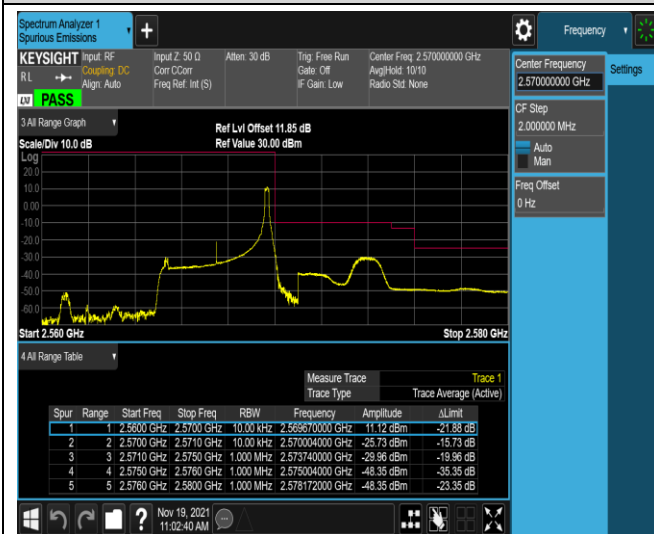 Spectrum Analyzer 1
Spurious Emissions
Frequency
KEYSIGHT Input: RF Input Z: 50 Ω Atten: 30 dB Trig: Free Run Center Freq: 2.570000000 GHz
RL Coupling: DC Corr CCorr Gate: Off Avg|Hold: 10/10
Align: Auto Freq Ref: Int (S) IF Gain: Low Radio Std: None
LXI PASS
Center Frequency
2.570000000 GHz
Settings
CF Step
2.000000 MHz
Auto
Man
Freq Offset
0 Hz
3 All Range Graph
Ref Lvl Offset 11.85 dB
Scale/Div 10.0 dB Ref Value 30.00 dBm
Log
20.0
10.0
0.00
-10.0
-20.0
-30.0
-40.0
-50.0
-60.0
Start 2.560 GHz Stop 2.580 GHz
4 All Range Table
Measure Trace Trace 1
Trace Type Trace Average (Active)
Spur Range Start Freq Stop Freq RBW Frequency Amplitude ΔLimit
1 1 2.5600 GHz 2.5700 GHz 10.00 kHz 2.569670000 GHz 11.12 dBm -21.88 dB
2 2 2.5700 GHz 2.5710 GHz 10.00 kHz 2.570004000 GHz -25.73 dBm -15.73 dB
3 3 2.5710 GHz 2.5750 GHz 1.000 MHz 2.573740000 GHz -29.96 dBm -19.96 dB
4 4 2.5750 GHz 2.5760 GHz 1.000 MHz 2.575004000 GHz -48.35 dBm -35.35 dB
5 5 2.5760 GHz 2.5800 GHz 1.000 MHz 2.578172000 GHz -48.35 dBm -23.35 dB
Nov 19, 2021
11:02:40 AM